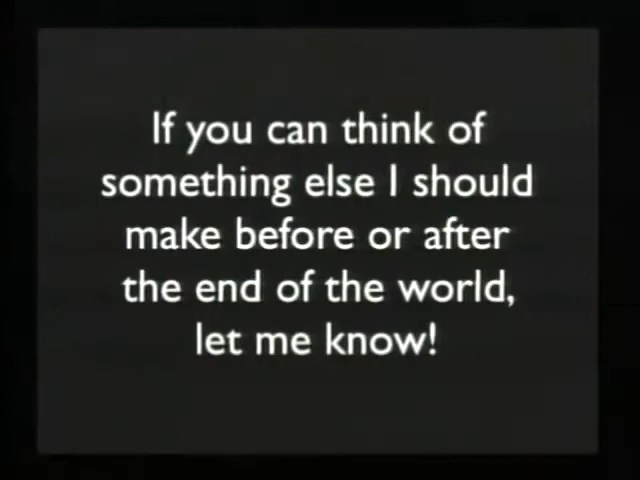 If you can think of
something else I should
make before or after
the end of the world,
let me know!